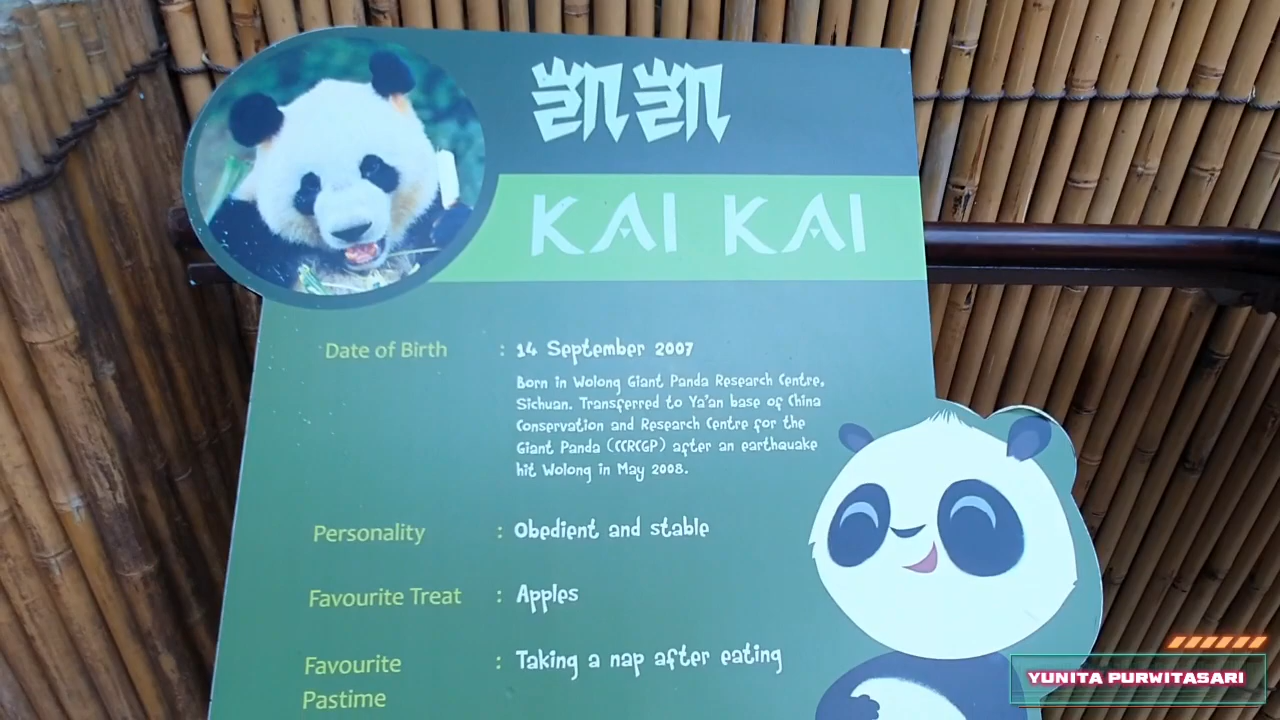 凯凯
KAI KAI
Date of Birth : 14 September 2007
Born in Wolong Giant Panda Research Centre,
Sichuan. Transferred to Ya'an base of China
Conservation and Research Centre for the
Giant Panda (CCRCGP) after an earthquake
hit Wolong in May 2008.
Personality : Obedient and stable
Favourite Treat : Apples
Favourite : Taking a nap after eating
Pastime
YUNITA PURWITASARI